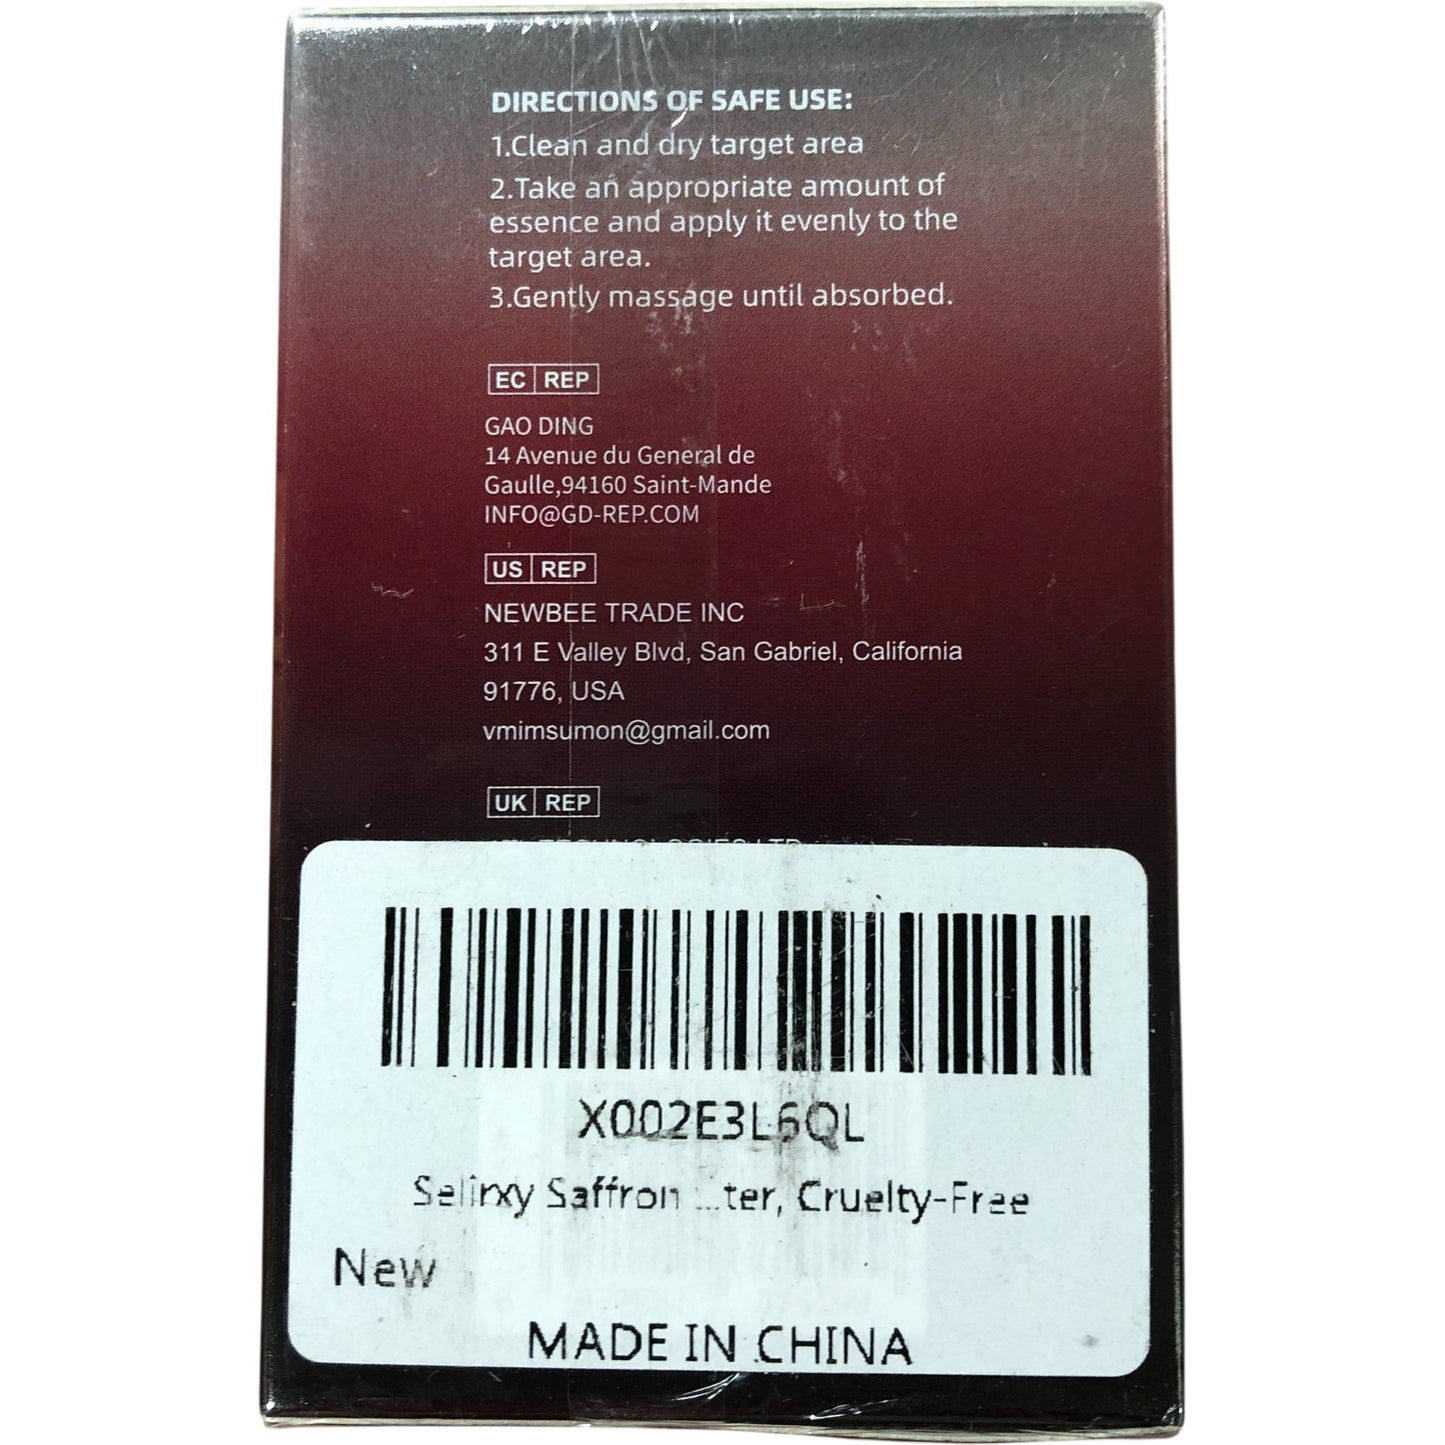 DIRECTIONS OF SAFE USE:
1.Clean and dry target area
2.Take an appropriate amount of
essence and apply it evenly to the
target area.
3.Gently massage until absorbed.
EC REP
GAO DING
14 Avenue du General de
Gaulle,94160 Saint-Mande
INFO@GD-REP.COM
US REP
NEWBEE TRADE INC
311 E Valley Blvd, San Gabriel, California
91776, USA
vmimsumon@gmail.com
UK REP
TECHNOLOGIES LTD
X002E3L6QL
Selirxy Saffron ...ter, Cruelty-Free
New
MADE IN CHINA